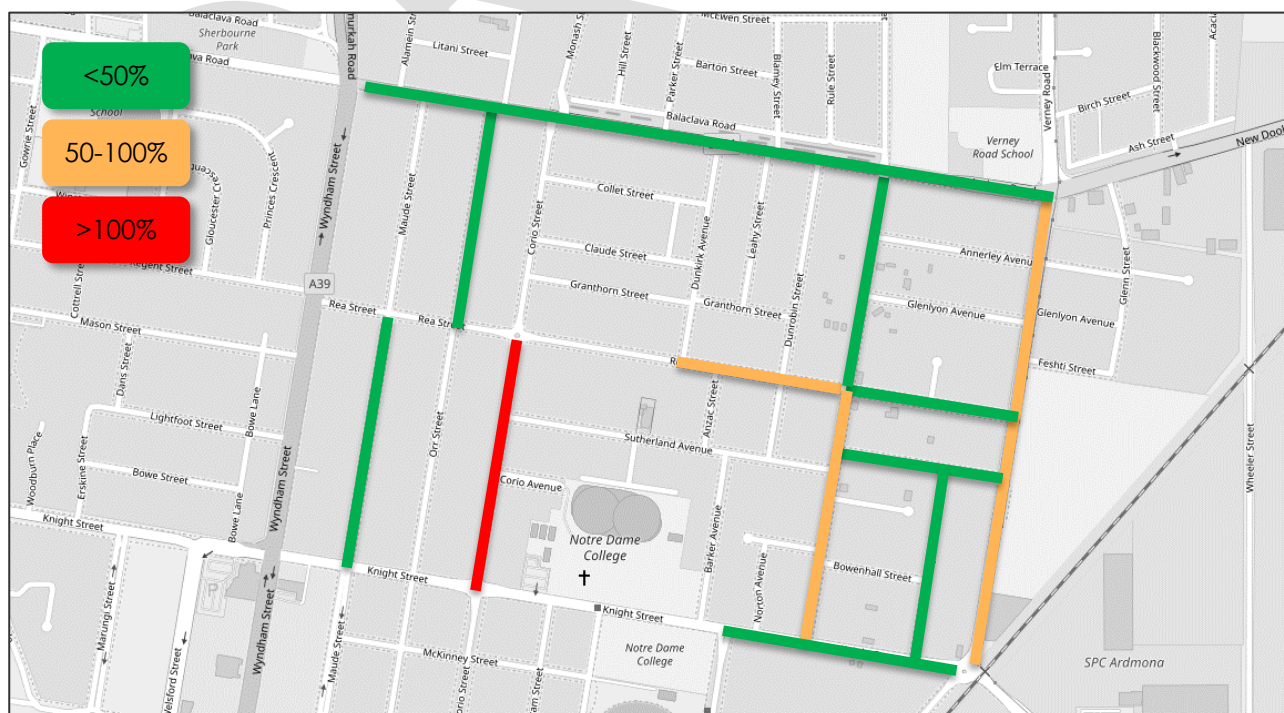 Balaclava Road
Sherbourne
Park
Litani Street
Alamein Street
Monash Street
Hill Street
Parker Street
McEwen Street
Barton Street
Blamey Street
Rule Street
Elm Terrace
Verney Road
Blackwood Street
Birch Street
Ash Street
New Dook
<50%
50-100%
>100%
School
Gowrie Street
Gloucester Crescent
Princes Crescent
Wyndham Street
Maude Street
Corio Street
Balaclava Road
Verney
Road School
Collet Street
Claude Street
Dunkirk Avenue
Leahy Street
Dunrobin Street
Annerley Avenue
Glenn Street
Granthorn Street
Granthorn Street
Glenlyon Avenue
Glenlyon Avenue
Regent Street
Cottrell Street
A39
Rea Street
Rea Street
Mason Street
Dans Street
Bowe Lane
Feshti Street
Lightfoot Street
Orr Street
Anzac Street
Sutherland Avenue
Woodburn Place
Erskine Street
Bowe Street
Bowe Lane
Wyndham Street
Corio Avenue
Wheeler Street
Notre Dame
College
Barker Avenue
Norton Avenue
Bowenhall Street
Knight Street
Knight Street
Knight Street
P
Marungi Street
Welsford Street
Wyndham Street
Maude Street
McKinney Street
Corio Street
Notre Dame
College
SPC Ardmona